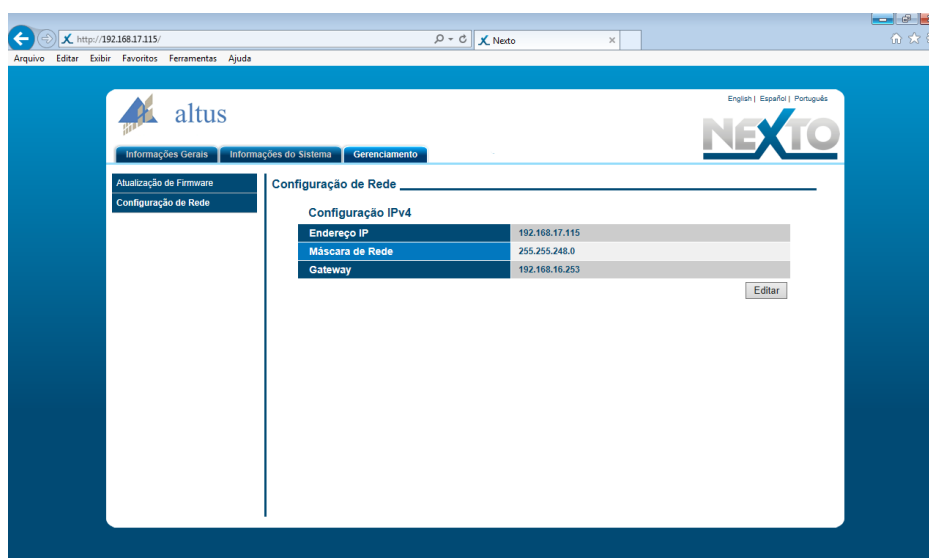 http://192.168.17.115/
Nexto
Arquivo Editar Exibir Favoritos Ferramentas Ajuda
English | Español | Português
altus
NEXTO
Informações Gerais Informações do Sistema Gerenciamento
Atualização de Firmware
Configuração de Rede
Configuração de Rede
Configuração IPv4
Endereço IP 192.168.17.115
Máscara de Rede 255.255.248.0
Gateway 192.168.16.253
Editar